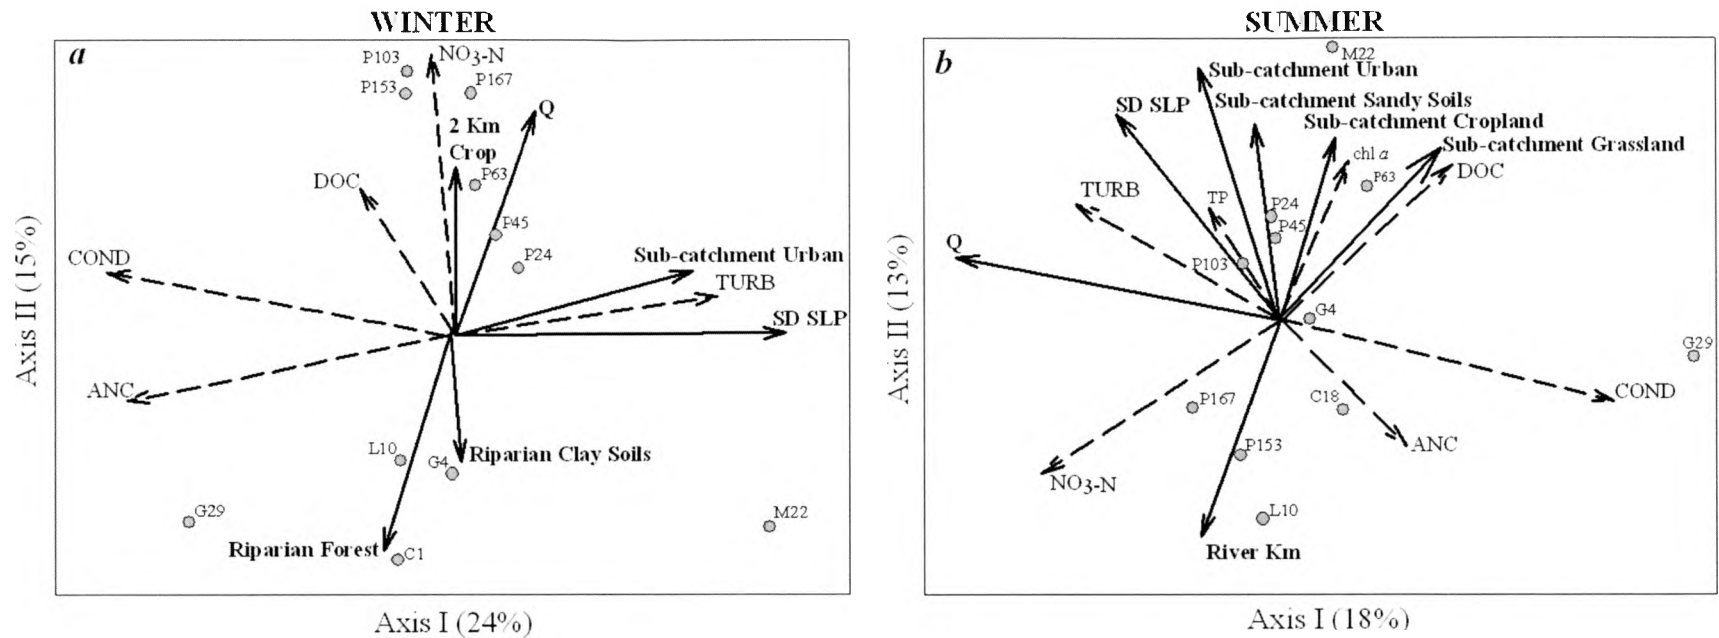 WINTER
a
P103
NO3-N
P153
P167
Q
2 Km
Crop
P63
DOC
P45
P24
COND
Sub-catchment Urban
TURB
SD SLP
ANC
L10
G4
Riparian Clay Soils
G29
M22
Riparian Forest
C1
Axis II (15%)
Axis I (24%)
SUMMER
b
M22
Sub-catchment Urban
SD SLP
Sub-catchment Sandy Soils
Sub-catchment Cropland
Sub-catchment Grassland
chl a
DOC
P63
TURB
TP
P24
P45
Q
P103
G4
G29
COND
P167
C18
ANC
P153
NO3-N
L10
River Km
Axis II (13%)
Axis I (18%)